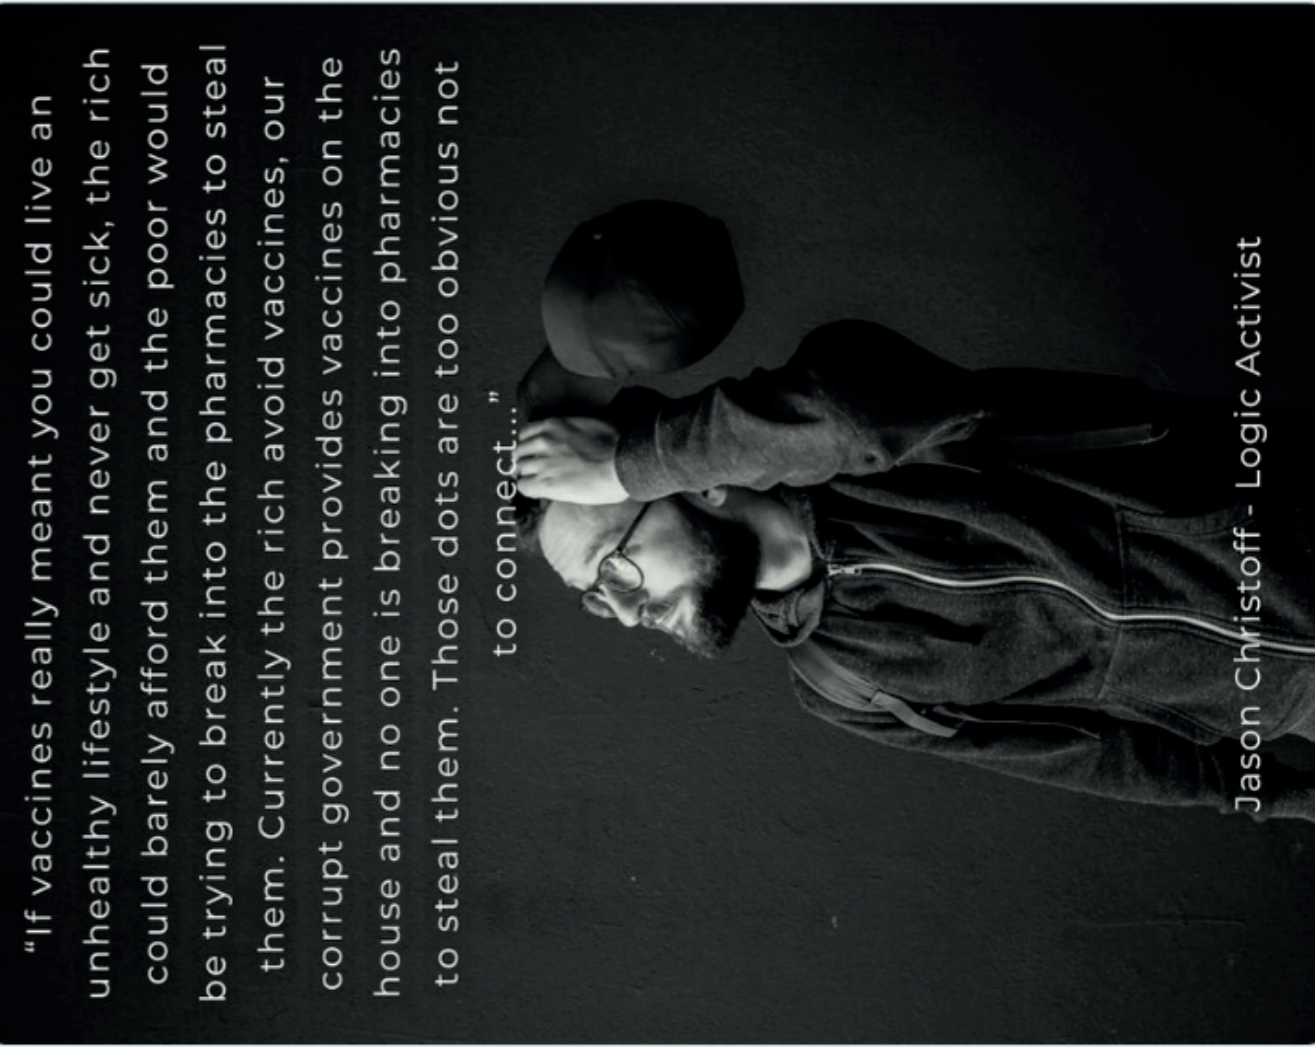 “If vaccines really meant you could live an
unhealthy lifestyle and never get sick, the rich
could barely afford them and the poor would
be trying to break into the pharmacies to steal
them. Currently the rich avoid vaccines, our
corrupt government provides vaccines on the
house and no one is breaking into pharmacies
to steal them. Those dots are too obvious not
to connect...”
Jason Christoff - Logic Activist